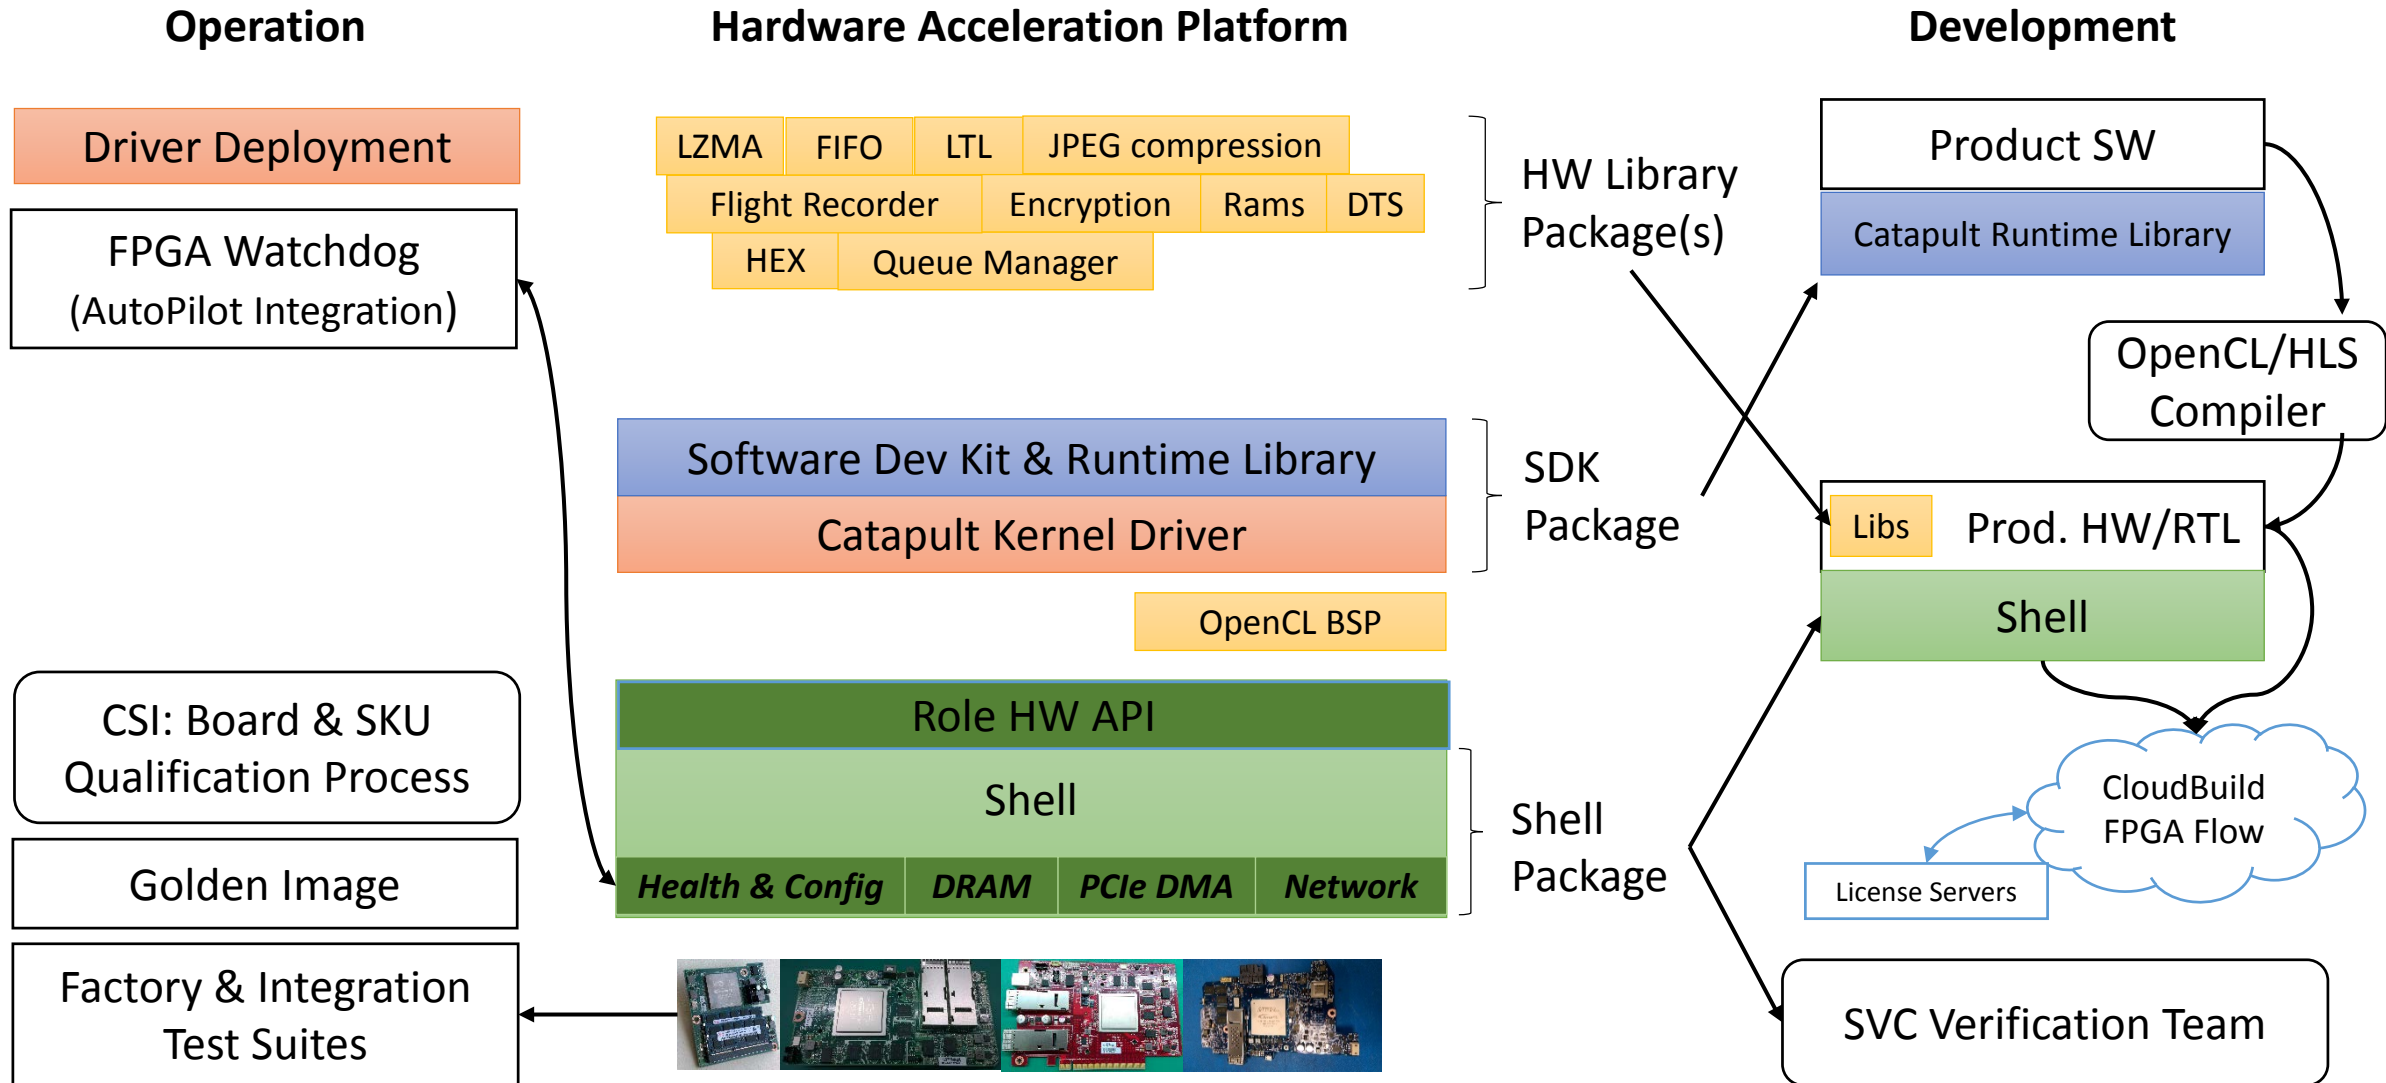 Operation
Hardware Acceleration Platform
Development
Driver Deployment
FPGA Watchdog
(AutoPilot Integration)
CSI: Board & SKU
Qualification Process
Golden Image
Factory & Integration
Test Suites
LZMA
FIFO
LTL
JPEG compression
Flight Recorder
Encryption
Rams
DTS
HEX
Queue Manager
HW Library
Package(s)
Software Dev Kit & Runtime Library
Catapult Kernel Driver
SDK
Package
OpenCL BSP
Role HW API
Shell
Health & Config
DRAM
PCIe DMA
Network
Shell
Package
Product SW
Catapult Runtime Library
OpenCL/HLS
Compiler
Libs
Prod. HW/RTL
Shell
CloudBuild
FPGA Flow
License Servers
SVC Verification Team